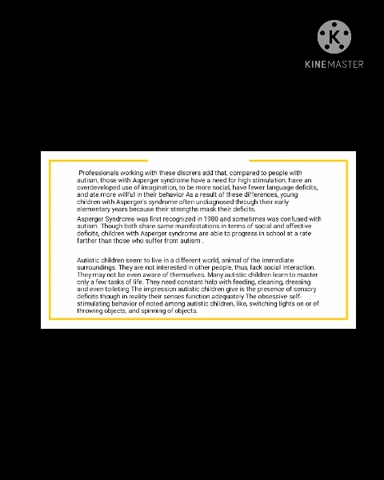 KINEMASTER
Professionals working with these disorers add that, compared to people with
autism, those with Asperger syndrome have a need for high stimulation, have an
overdeveloped use of imagination, to be more social, have fewer language deficits,
and ate more willful in their behavior As a result of these differences, young
children with Asperger's syndrome often undiagnosed through their early
elementary years because their strengths mask their deficits.
Asperger Syndrome was first recognized in 1980 and sometimes was confused with
autism. Though both share same manifestations in terms of social and affective
deficits, children with Asperger syndrome are able to progress in school at a rate
farther than those who suffer from autism .
Autistic children seem to live in a different world, animal of the immediate
surroundings. They are not interested in other people, thus, lack social interaction.
They may not be even aware of themselves. Many autistic children learn to master
only a few tasks of life. They need constant help with feeding, cleaning, dressing
and even toileting The impression autistic children give is the presence of sensory
deficits though in reality their senses function adequately The obsessive self-
stimulating behavior of noted among autistic children, like, switching lights on or of
throwing objects, and spinning of objects.